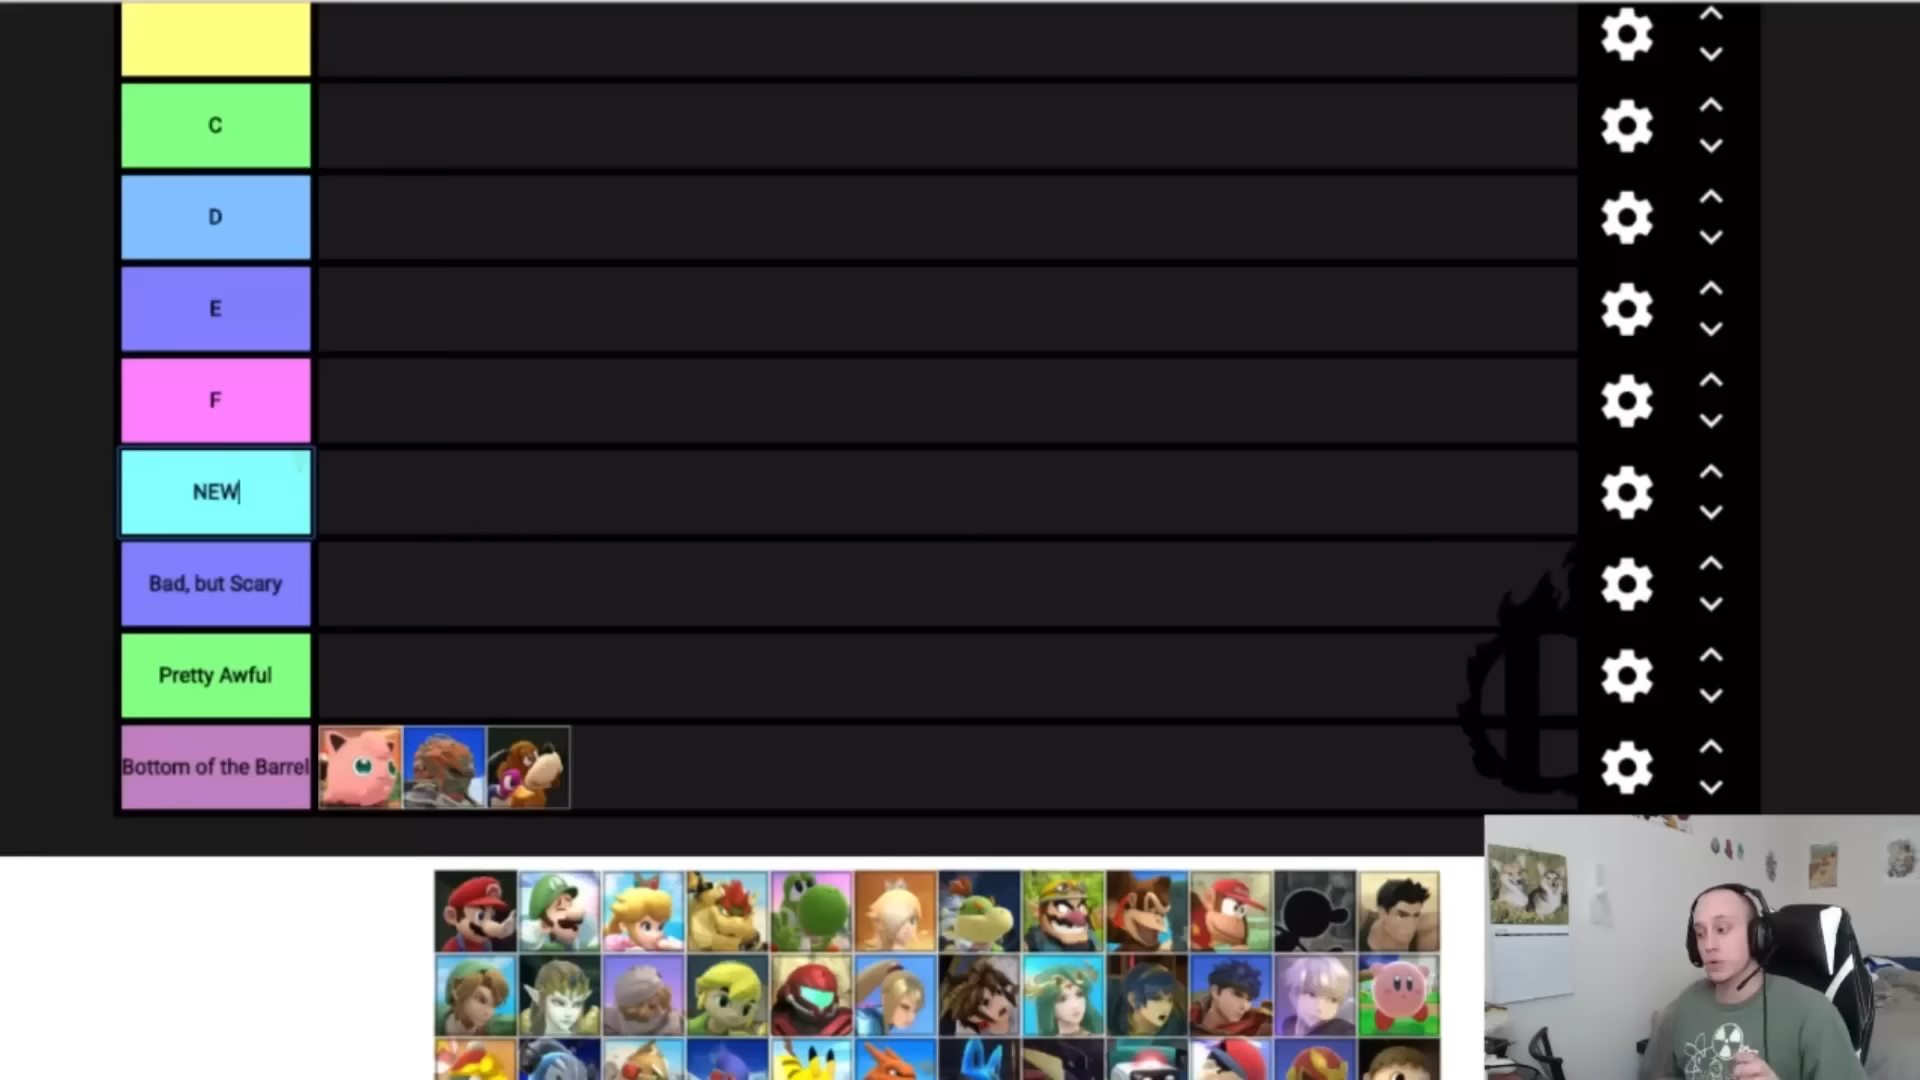 C
D
E
F
NEW
Bad, but Scary
Pretty Awful
Bottom of the Barrel